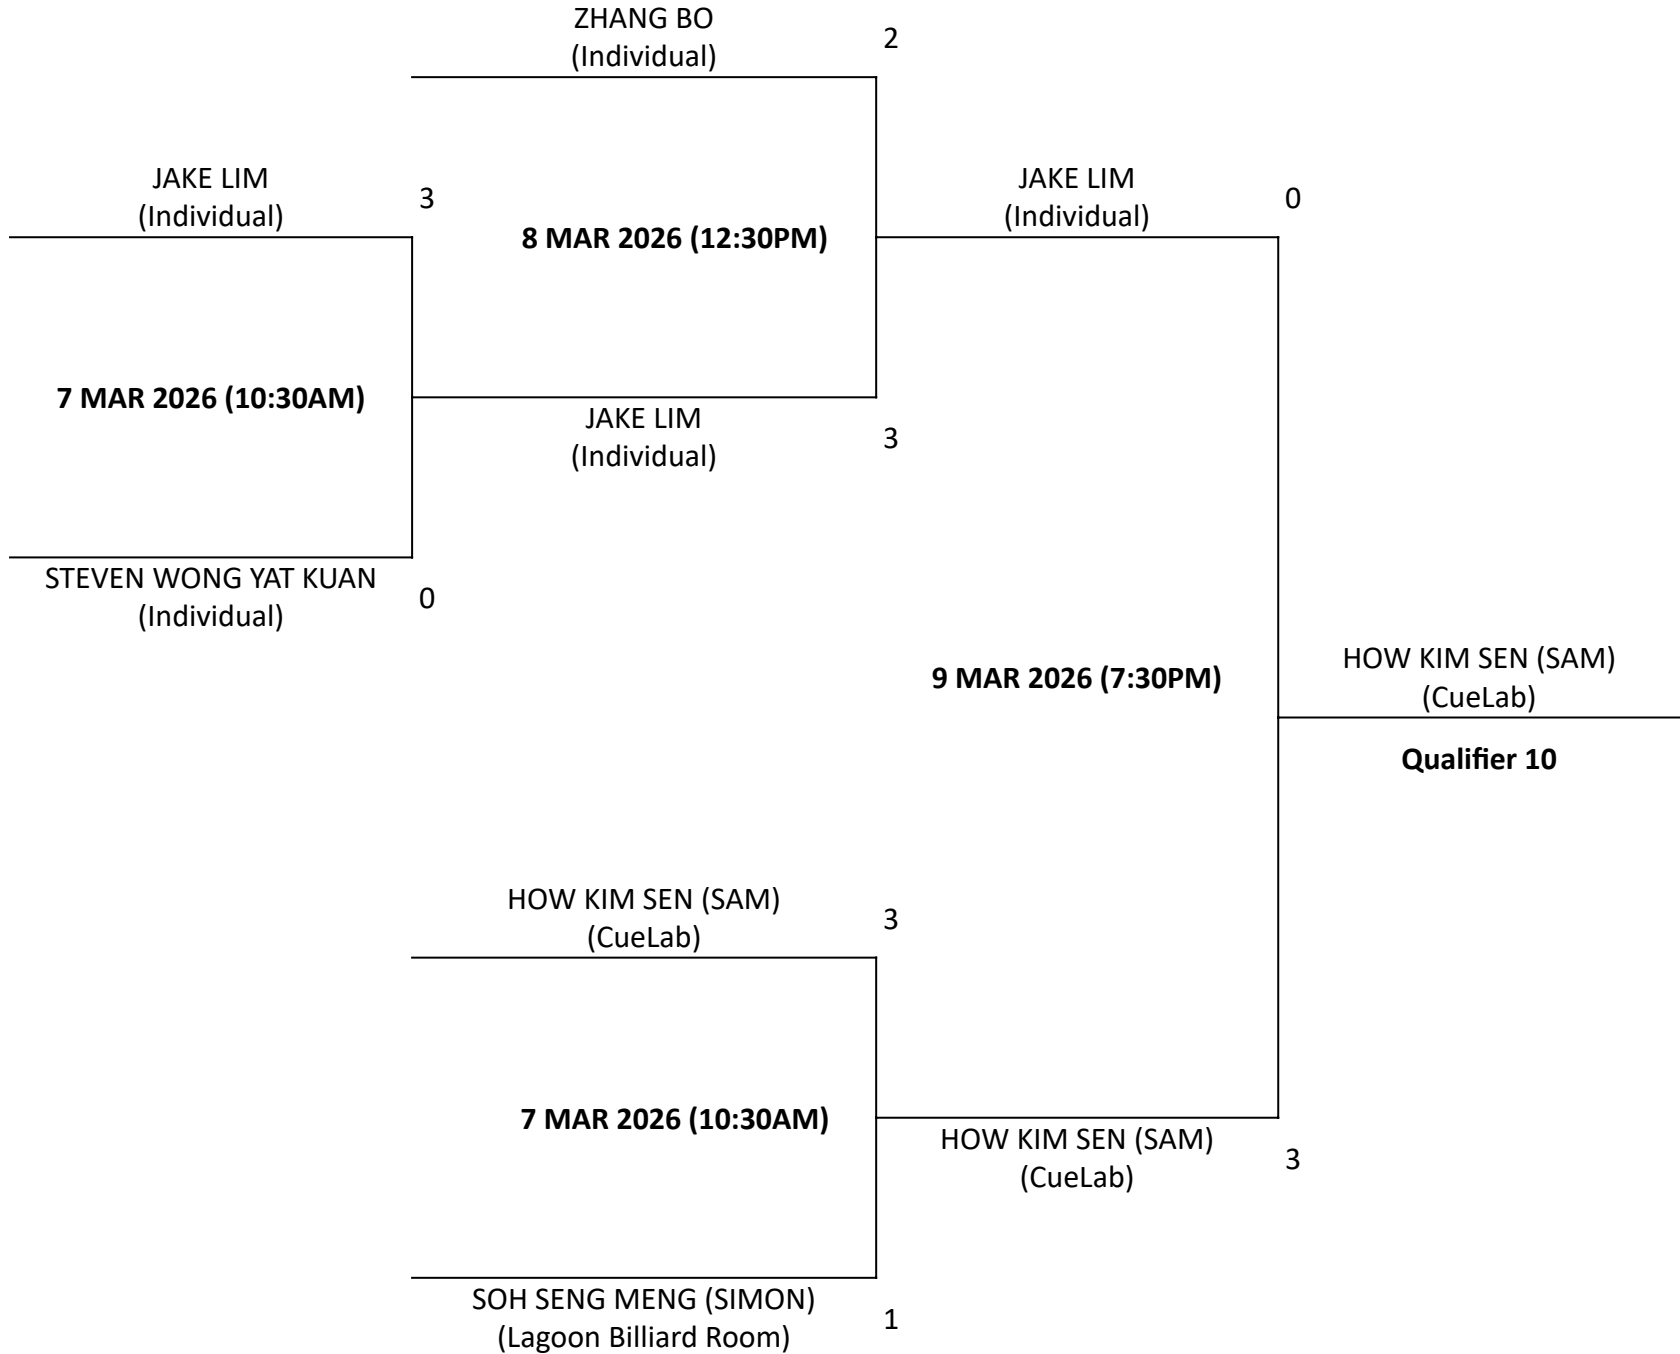 ZHANG BO
(Individual)
2
JAKE LIM
(Individual)
3
8 MAR 2026 (12:30PM)
JAKE LIM
(Individual)
0
7 MAR 2026 (10:30AM)
JAKE LIM
(Individual)
3
STEVEN WONG YAT KUAN
(Individual)
0
9 MAR 2026 (7:30PM)
HOW KIM SEN (SAM)
(CueLab)
Qualifier 10
HOW KIM SEN (SAM)
(CueLab)
3
7 MAR 2026 (10:30AM)
HOW KIM SEN (SAM)
(CueLab)
3
SOH SENG MENG (SIMON)
(Lagoon Billiard Room)
1